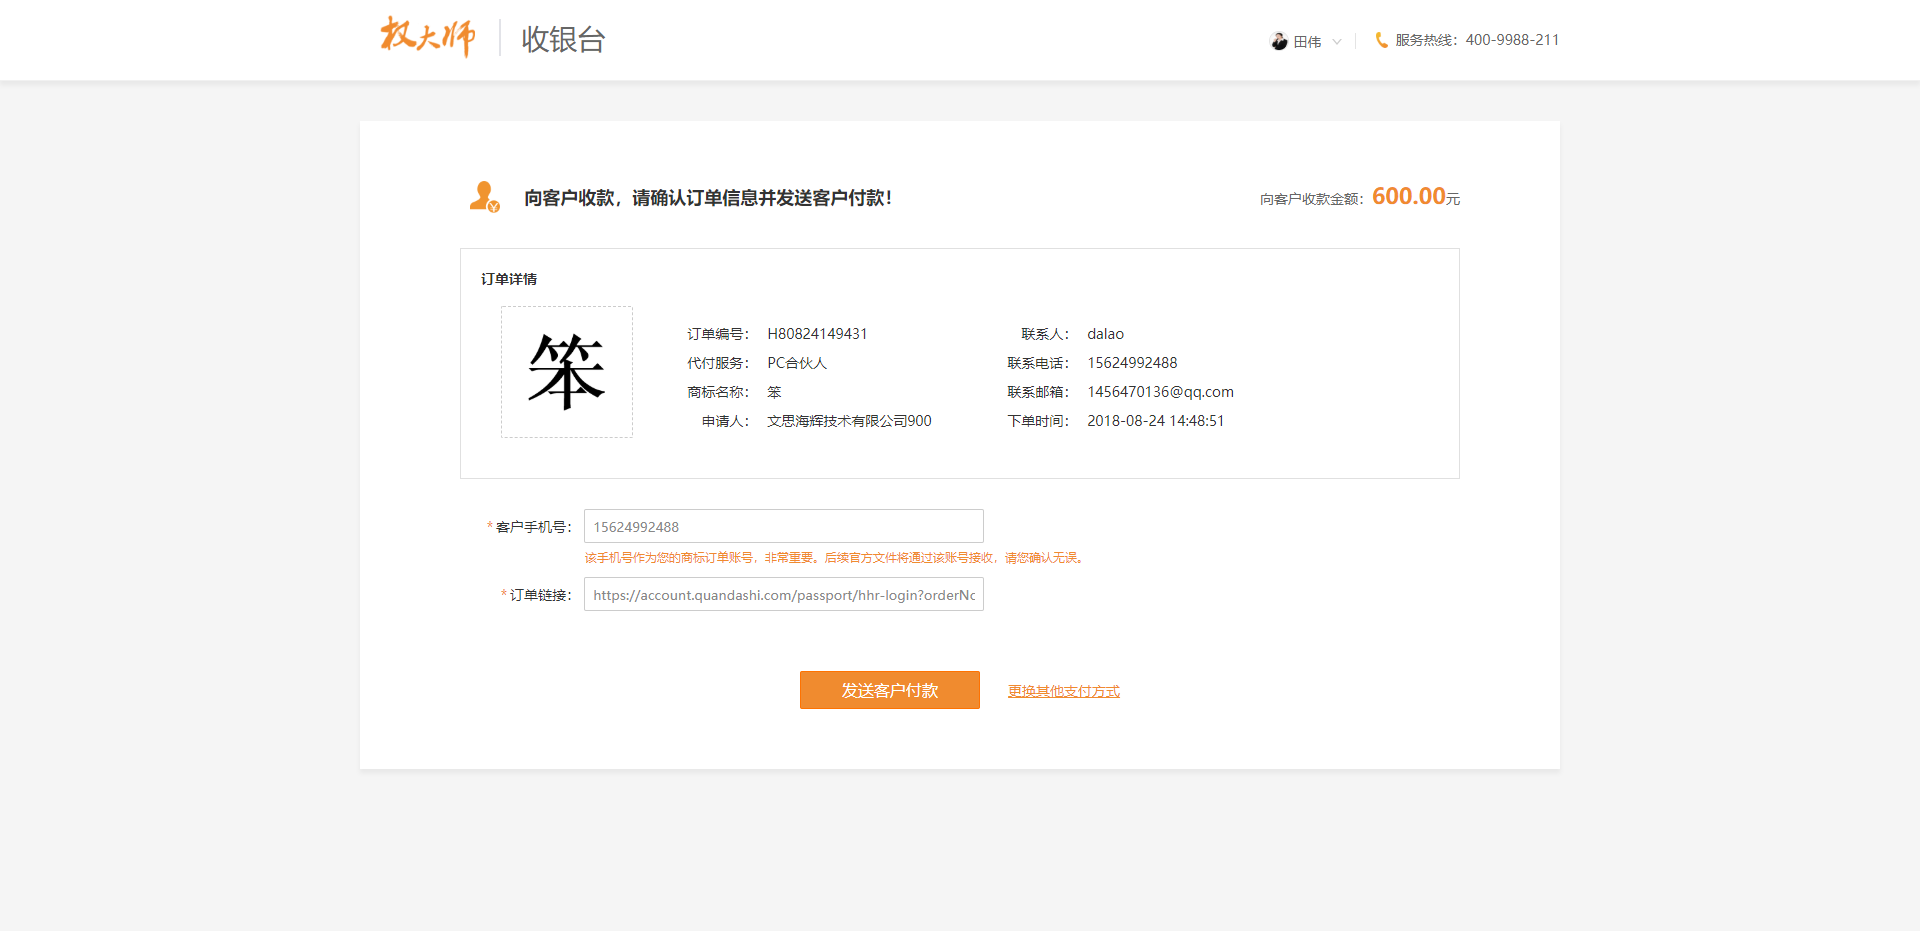 权大师 收银台 田伟 服务热线：400-9988-211
向客户收款，请确认订单信息并发送客户付款！ 向客户收款金额：600.00元
订单详情
笨
订单编号： H80824149431 联系人： dalao
代付服务： PC合伙人 联系电话： 15624992488
商标名称： 笨 联系邮箱： 1456470136@qq.com
申请人： 文思海辉技术有限公司900 下单时间： 2018-08-24 14:48:51
*客户手机号： 15624992488
该手机号作为您的商标订单账号，非常重要。后续官方文件将通过该账号接收，请您确认无误。
*订单链接： https://account.quandashi.com/passport/hhr-login?orderNo
发送客户付款 更换其他支付方式